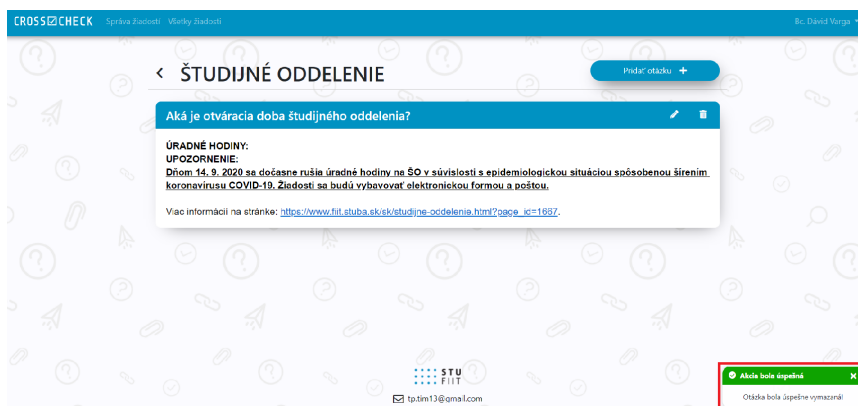 CROSS☑CHECK Správa žiadostí Všetky žiadosti Bc. Dávid Varga
ŠTUDIJNÉ ODDELENIE
Pridať otázku +
Aká je otváracia doba študijného oddelenia?
ÚRADNÉ HODINY:
UPOZORNENIE:
Dňom 14. 9. 2020 sa dočasne rušia úradné hodiny na ŠO v súvislosti s epidemiologickou situáciou spôsobenou šírením
koronavírusu COVID-19. Žiadosti sa budú vybavovať elektronickou formou a poštou.
Viac informácií na stránke: https://www.fiit.stuba.sk/sk/studijne-oddelenie.html?page_id=1667.
STU
FIIT
tp.tim13@gmail.com
Akcia bola úspešná
Otázka bola úspešne vymazaná!